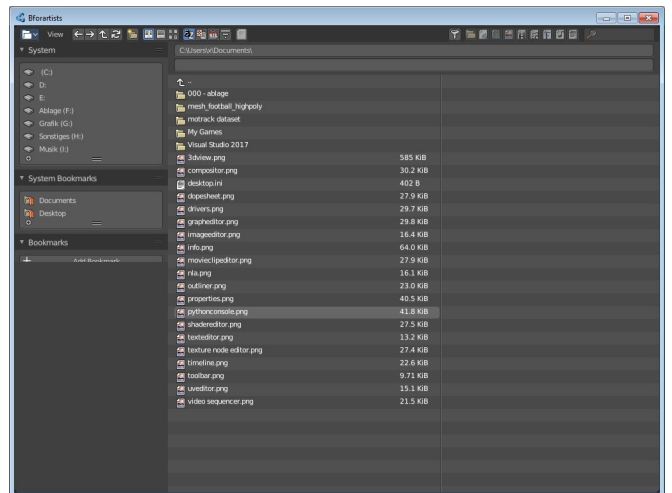 Bforartists
View
System
C:\Users\x\Documents\
(C:)
D:
E:
Ablage (F:)
Grafik (G:)
Sonstiges (H:)
Musik (I:)
System Bookmarks
Documents
Desktop
Bookmarks
Add Bookmark
..
000 - ablage
mesh_football_highpoly
motrack dataset
My Games
Visual Studio 2017
3dview.png 585 KiB
compositor.png 30.2 KiB
desktop.ini 402 B
dopesheet.png 27.9 KiB
drivers.png 29.7 KiB
grapheditor.png 29.8 KiB
imageeditor.png 16.4 KiB
info.png 64.0 KiB
movieclipeditor.png 27.9 KiB
nla.png 16.1 KiB
outliner.png 23.0 KiB
properties.png 40.5 KiB
pythonconsole.png 41.8 KiB
shadereditor.png 27.5 KiB
texteditor.png 13.2 KiB
texture node editor.png 27.4 KiB
timeline.png 22.6 KiB
toolbar.png 9.71 KiB
uveditor.png 15.1 KiB
video sequencer.png 21.5 KiB